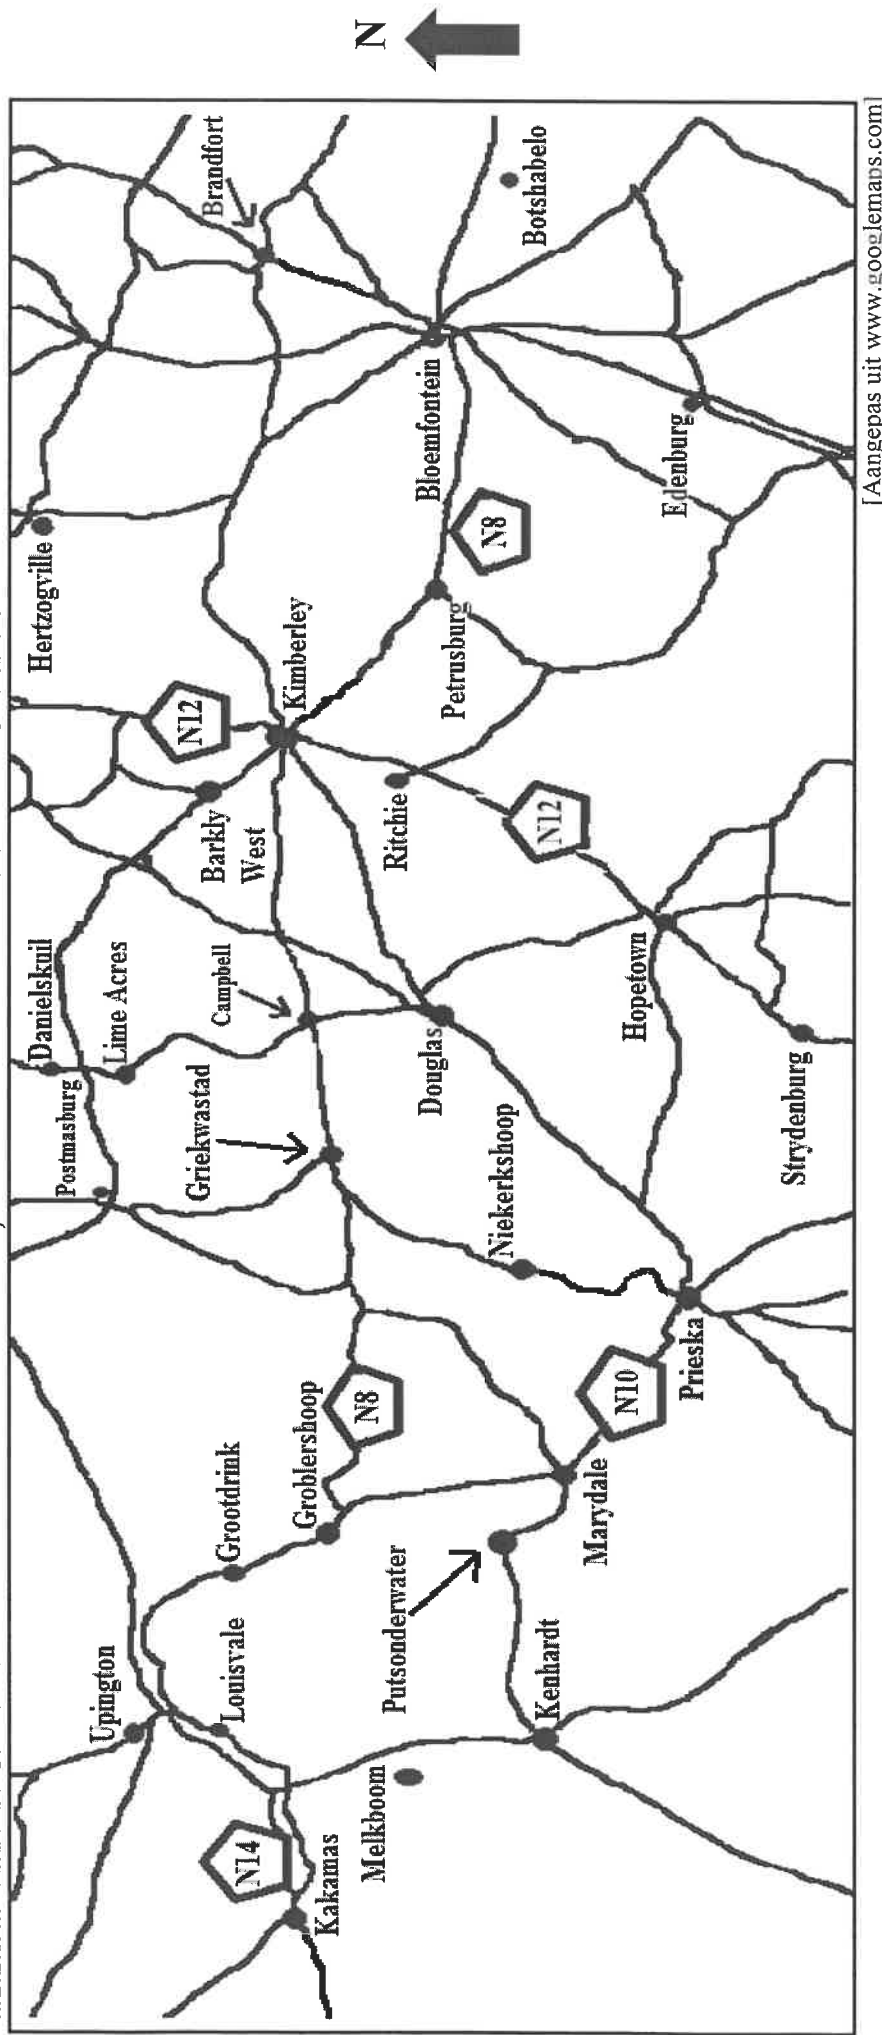 N
Brandfort
Botshabelo
Bloemfontein
Edenburg
N8
Hertzogville
Kimberley
Petrusburg
N12
Barkly
West
Ritchie
N12
Danielskuil
Lime Acres
Campbell
Hopetown
Postmasburg
Griekwastad
Douglas
Strydenburg
Niekerkshoop
N8
N10
Prieska
Grootdrink
Groblershoop
Marydale
Putsonderwater
Upington
Louisvale
Kenhardt
N14
Kakamas
Melkboom
[Aangepas uit www.googlemaps.com]